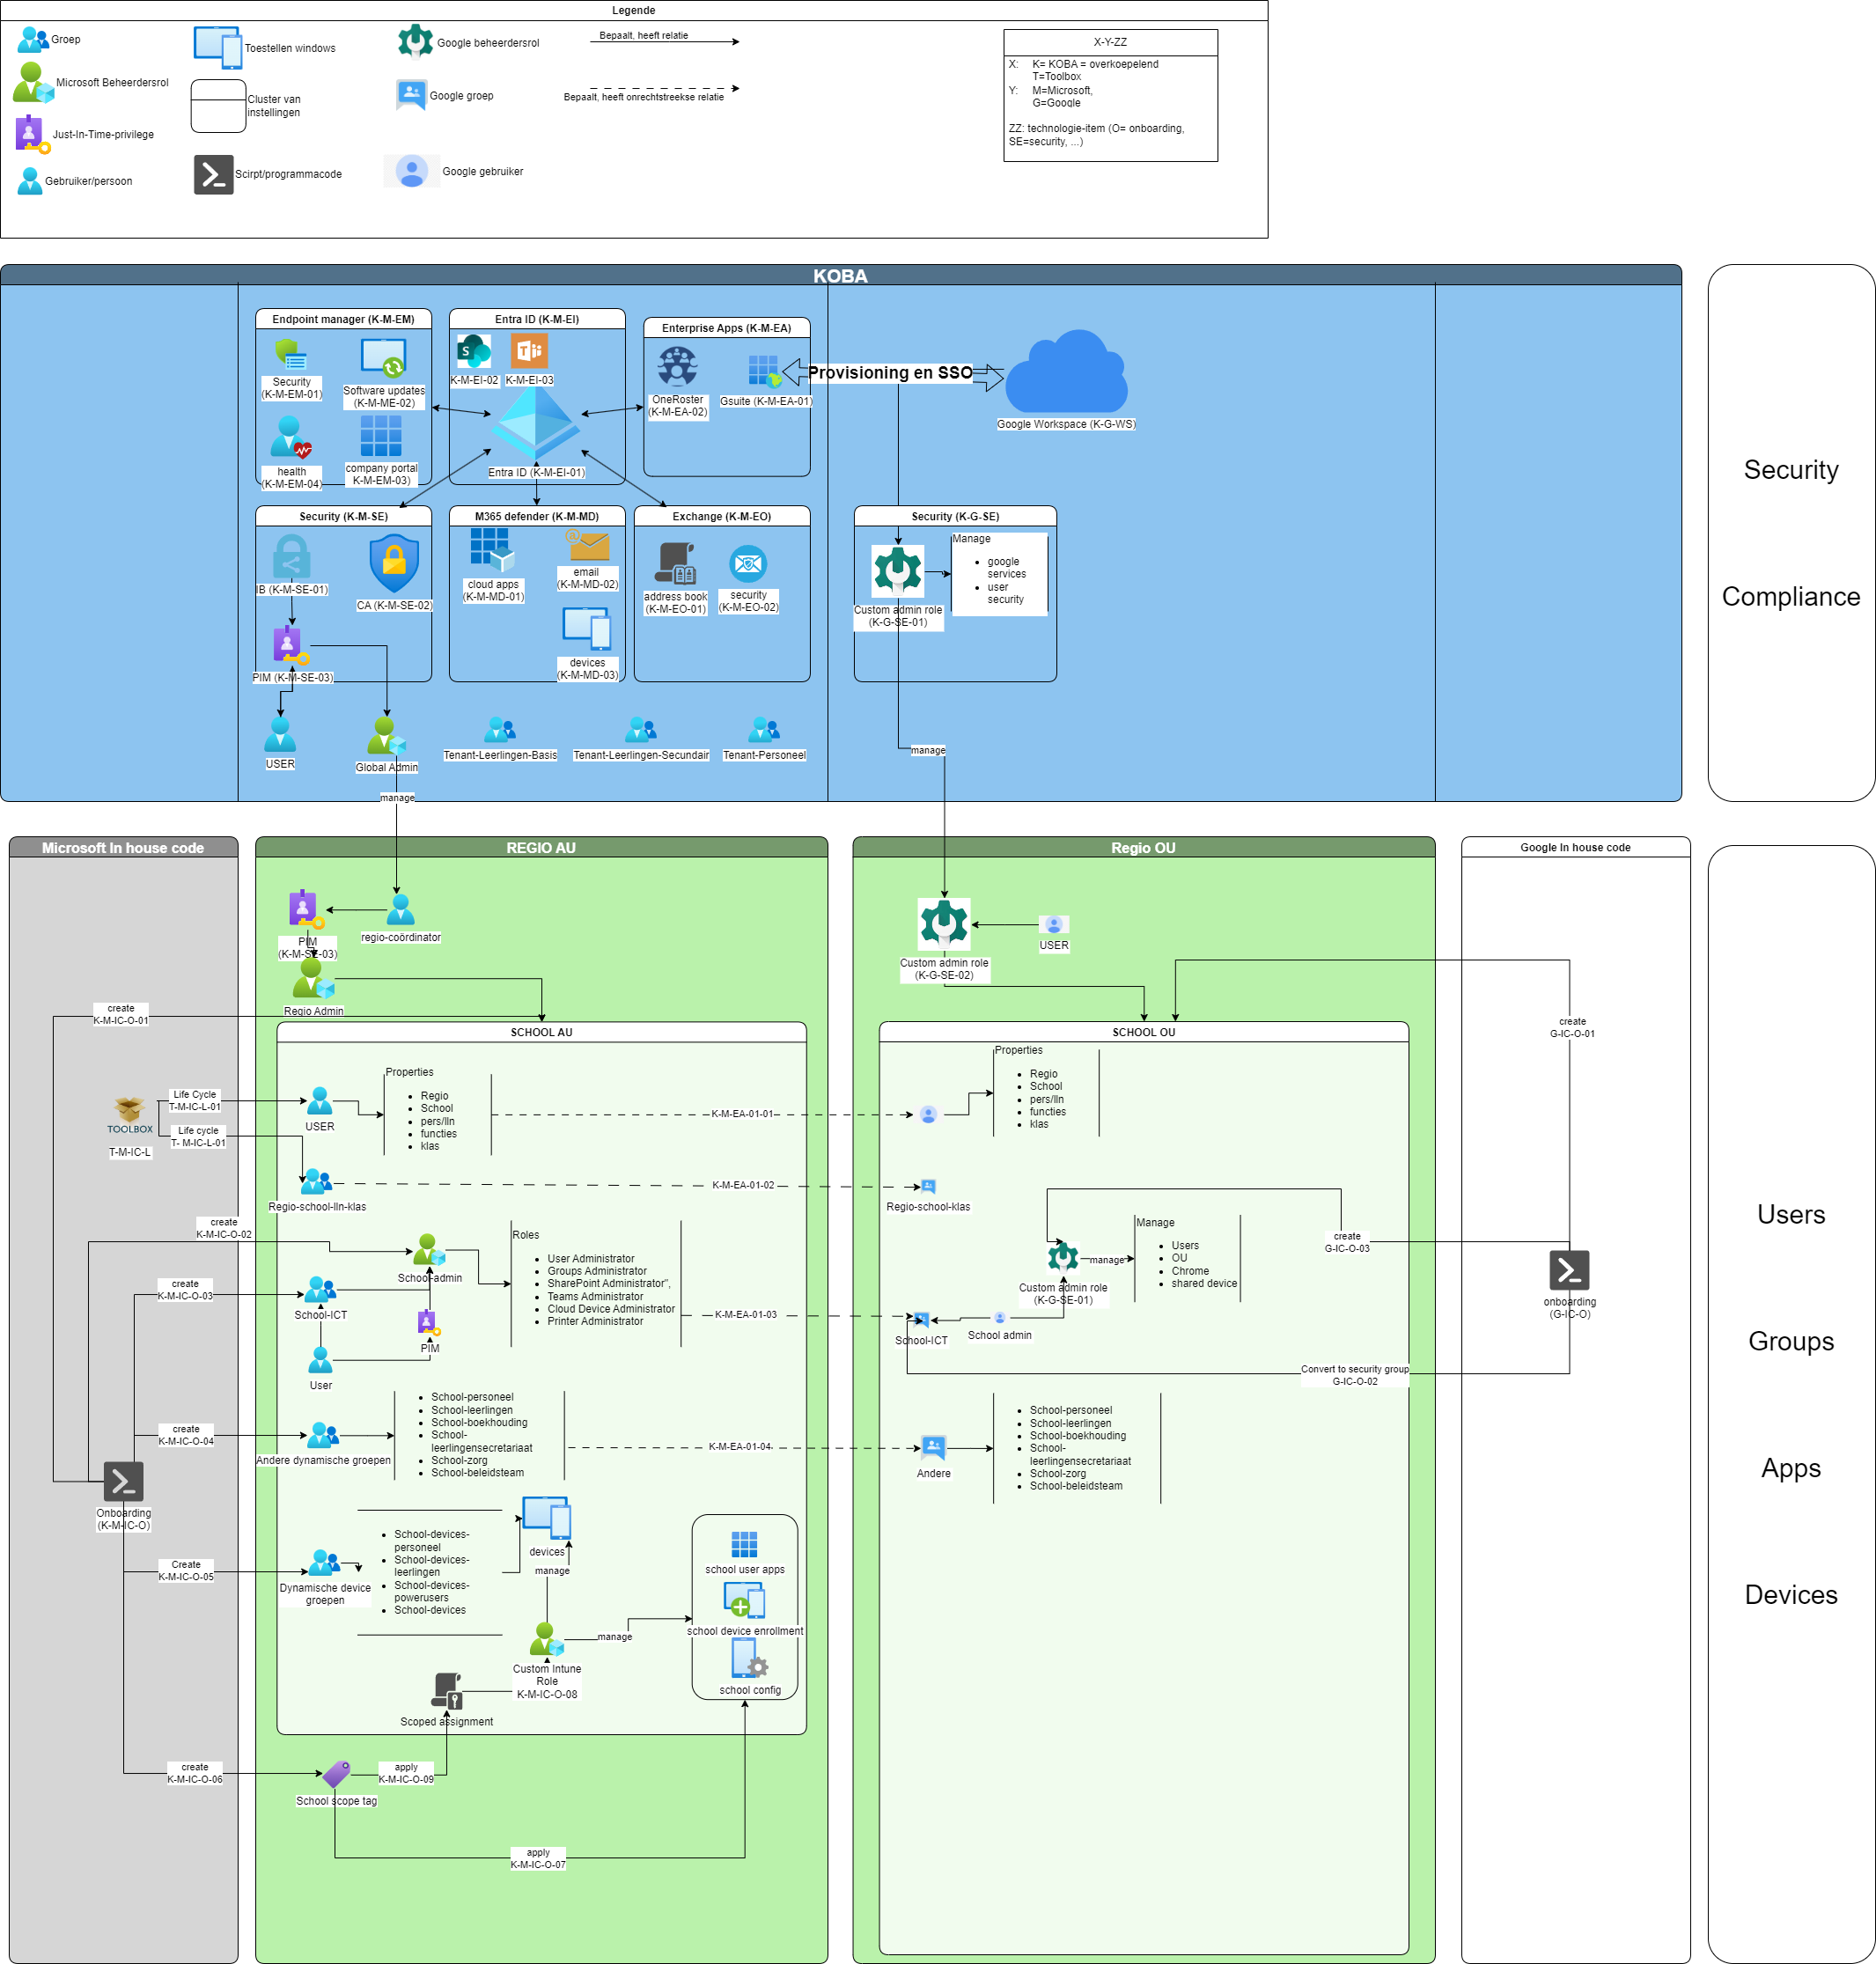 Legende
Groep
Microsoft Beheerdersrol
Just-In-Time-privilege
Gebruiker/persoon
Toestellen windows
Cluster van
instellingen
Scirpt/programmacode
Google beheerdersrol
Google groep
Google gebruiker
Bepaalt, heeft relatie
Bepaalt, heeft onrechtstreekse relatie
X-Y-ZZ
X: K= KOBA = overkoepelend
T=Toolbox
Y: M=Microsoft,
G=Google
ZZ: technologie-item (O= onboarding,
SE=security, ...)
KOBA
Endpoint manager (K-M-EM)
Security
(K-M-EM-01)
Software updates
(K-M-ME-02)
health
(K-M-EM-04)
company portal
K-M-EM-03)
Entra ID (K-M-EI)
K-M-EI-02
K-M-EI-03
Entra ID (K-M-EI-01)
Enterprise Apps (K-M-EA)
OneRoster
(K-M-EA-02)
Gsuite (K-M-EA-01)
Provisioning en SSO
Google Workspace (K-G-WS)
Security (K-M-SE)
IB (K-M-SE-01)
CA (K-M-SE-02)
PIM (K-M-SE-03)
M365 defender (K-M-MD)
cloud apps
(K-M-MD-01)
email
(K-M-MD-02)
devices
(K-M-MD-03)
Exchange (K-M-EO)
address book
(K-M-EO-01)
security
(K-M-EO-02)
Security (K-G-SE)
Custom admin role
(K-G-SE-01)
Manage
google
services
user
security
USER
Global Admin
Tenant-Leerlingen-Basis
Tenant-Leerlingen-Secundair
Tenant-Personeel
manage
manage
Security
Compliance
Microsoft In house code
REGIO AU
Regio OU
Google In house code
PIM
(K-M-SE-03)
regio-coördinator
Regio Admin
Custom admin role
(K-G-SE-02)
USER
create
K-M-IC-O-01
create
G-IC-O-01
SCHOOL AU
SCHOOL OU
Life Cycle
T-M-IC-L-01
TOOLBOX
T-M-IC-L
Life cycle
T- M-IC-L-01
USER
Properties
Regio
School
pers/lln
functies
klas
K-M-EA-01-01
Properties
Regio
School
pers/lln
functies
klas
Regio-school-lln-klas
K-M-EA-01-02
Regio-school-klas
create
K-M-IC-O-02
School-admin
Roles
User Administrator
Groups Administrator
SharePoint Administrator",
Teams Administrator
Cloud Device Administrator
Printer Administrator
create
K-M-IC-O-03
School-ICT
PIM
User
K-M-EA-01-03
School-ICT
School admin
Custom admin role
(K-G-SE-01)
manage
Manage
Users
OU
Chrome
shared device
create
G-IC-O-03
onboarding
(G-IC-O)
Convert to security group
G-IC-O-02
create
K-M-IC-O-04
Andere dynamische groepen
School-personeel
School-leerlingen
School-boekhouding
School-
leerlingensecretariaat
School-zorg
School-beleidsteam
K-M-EA-01-04
Andere
School-personeel
School-leerlingen
School-boekhouding
School-
leerlingensecretariaat
School-zorg
School-beleidsteam
Onboarding
(K-M-IC-O)
Create
K-M-IC-O-05
Dynamische device
groepen
School-devices-
personeel
School-devices-
leerlingen
School-devices-
powerusers
School-devices
devices
manage
Custom Intune
Role
K-M-IC-O-08
manage
school user apps
school device enrollment
school config
Scoped assignment
create
K-M-IC-O-06
School scope tag
apply
K-M-IC-O-09
apply
K-M-IC-O-07
Users
Groups
Apps
Devices